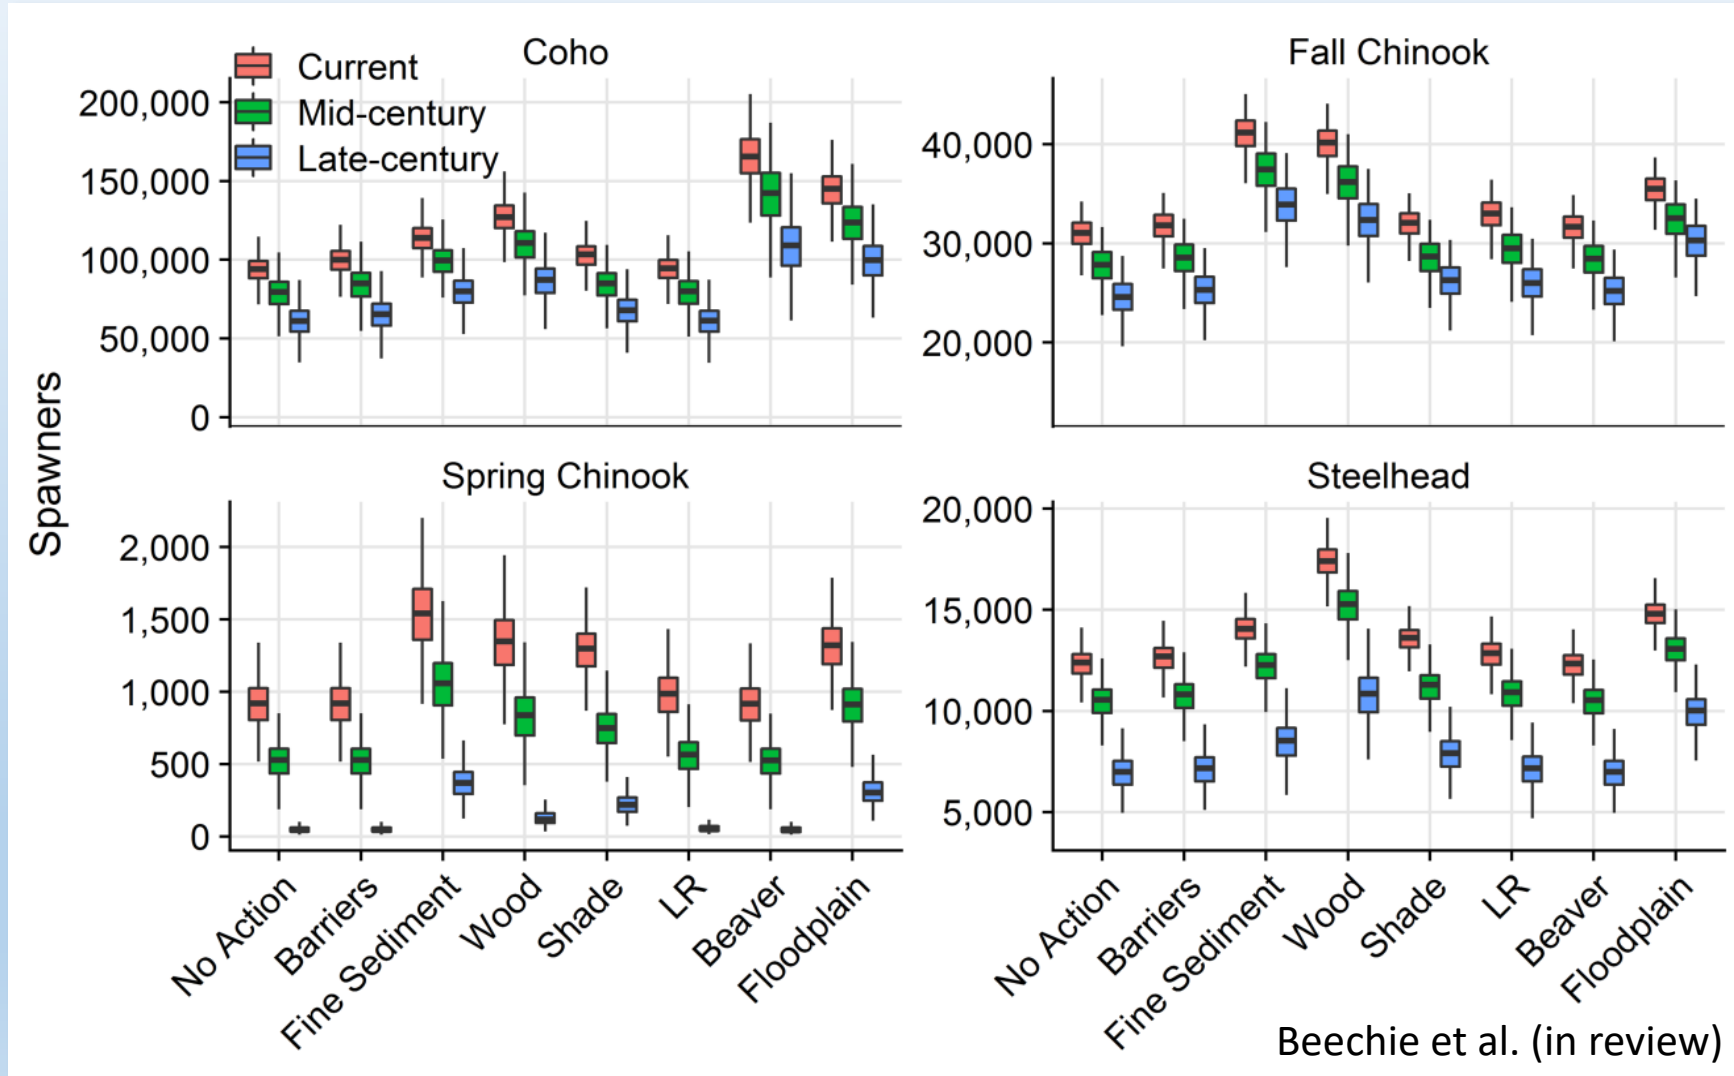 Coho
Fall Chinook
Current
Mid-century
Late-century
200,000
150,000
100,000
50,000
0
40,000
30,000
20,000
Spawners
Spring Chinook
Steelhead
2,000
1,500
1,000
500
0
20,000
15,000
10,000
5,000
No Action
Barriers
Fine Sediment
Wood
Shade
LR
Beaver
Floodplain
No Action
Barriers
Fine Sediment
Wood
Shade
LR
Beaver
Floodplain
Beechie et al. (in review)